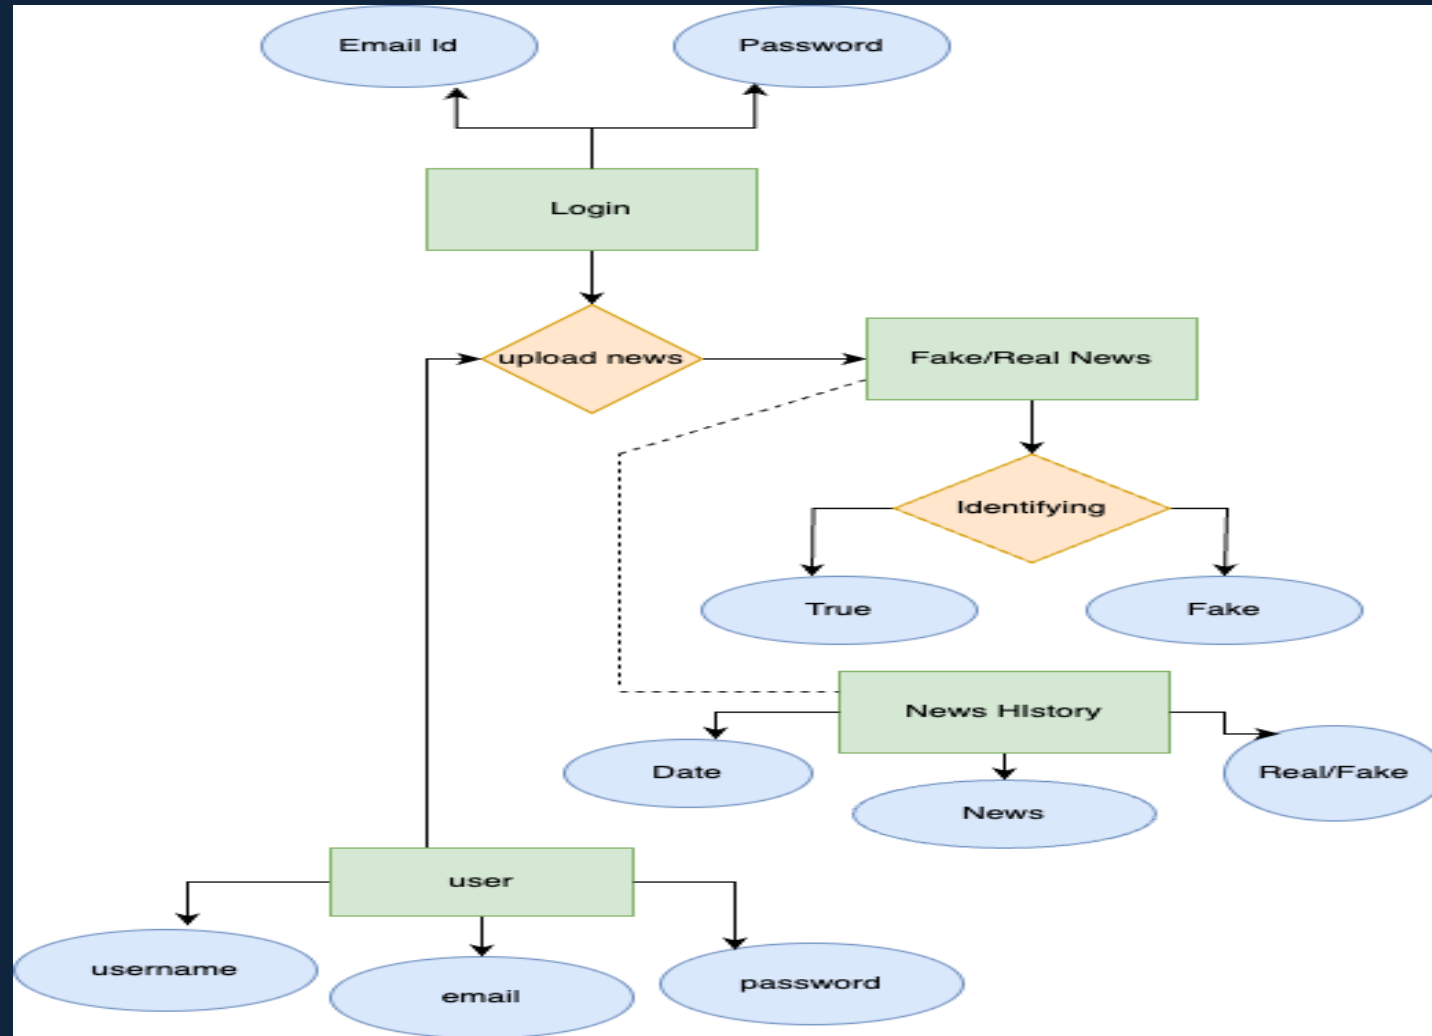 Email Id
Password
Login
upload news
Fake/Real News
Identifying
True
Fake
News HIstory
Date
News
Real/Fake
user
username
email
password